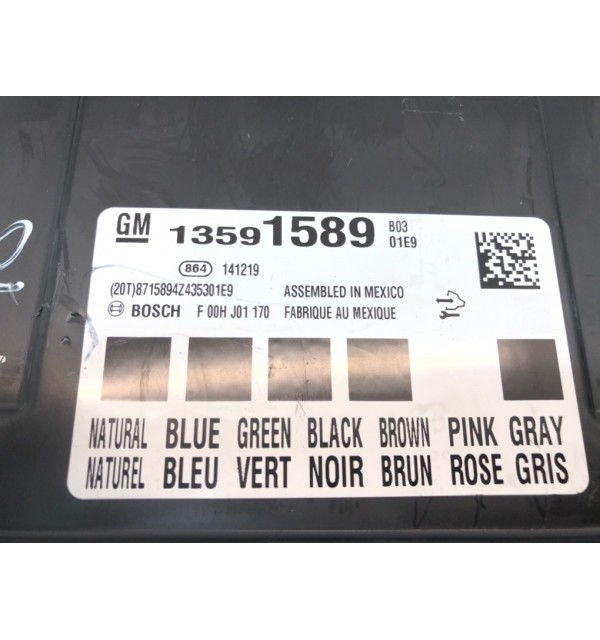 GM 13591589 B03
01E9
864 141219
(20T)8715894Z435301E9 ASSEMBLED IN MEXICO
BOSCH F 00H J01 170 FABRIQUE AU MEXIQUE
NATURAL BLUE GREEN BLACK BROWN PINK GRAY
NATUREL BLEU VERT NOIR BRUN ROSE GRIS